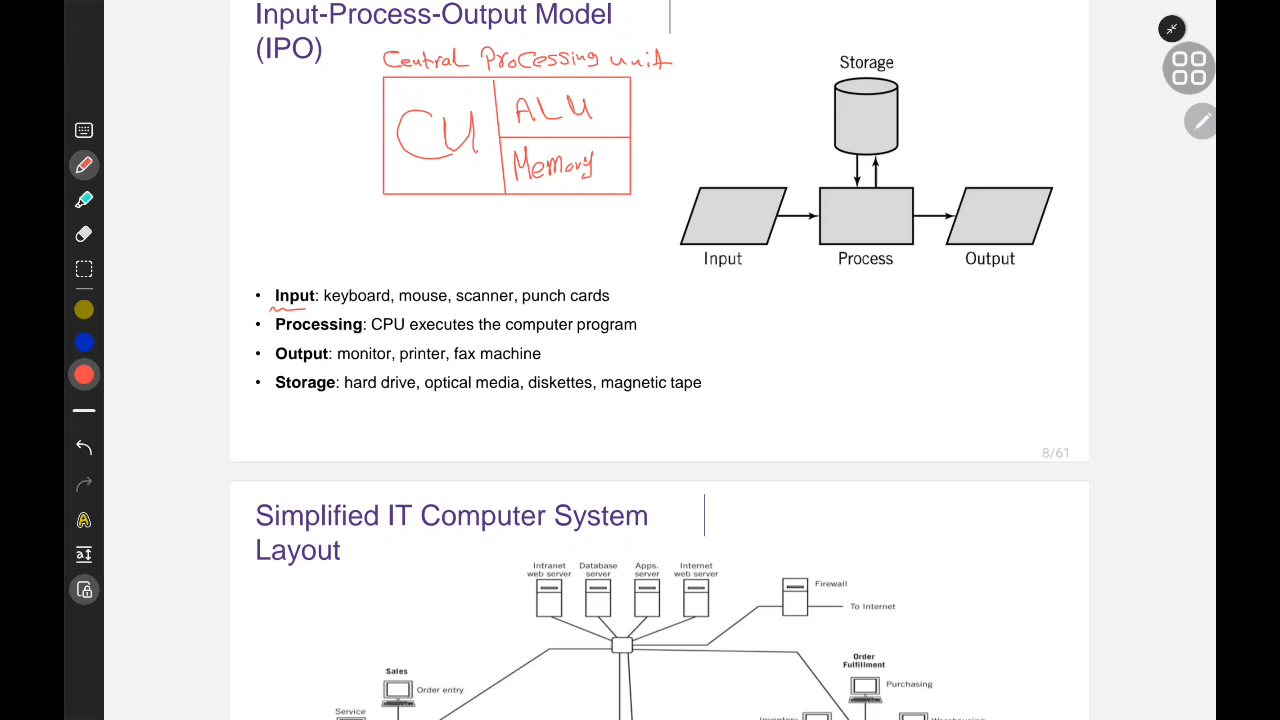 Input-Process-Output Model
(IPO)
Central Processing unit
CU
ALU
Memory
Storage
Input
Process
Output
• Input: keyboard, mouse, scanner, punch cards
• Processing: CPU executes the computer program
• Output: monitor, printer, fax machine
• Storage: hard drive, optical media, diskettes, magnetic tape
8/61
Simplified IT Computer System
Layout
Intranet
web server
Database
server
Apps.
server
Internet
web server
Firewall
To Internet
Sales
Order entry
Service
Order
Fulfillment
Purchasing
Inventory
Warehousing